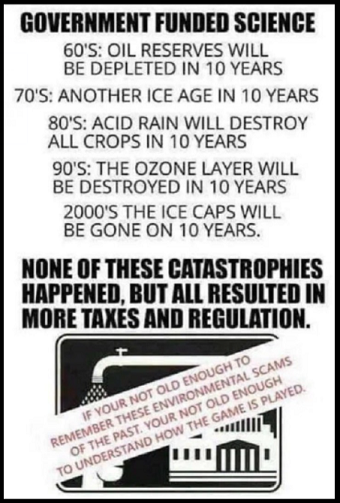 GOVERNMENT FUNDED SCIENCE
60'S: OIL RESERVES WILL
BE DEPLETED IN 10 YEARS
70'S: ANOTHER ICE AGE IN 10 YEARS
80'S: ACID RAIN WILL DESTROY
ALL CROPS IN 10 YEARS
90'S: THE OZONE LAYER WILL
BE DESTROYED IN 10 YEARS
2000'S THE ICE CAPS WILL
BE GONE ON 10 YEARS.
NONE OF THESE CATASTROPHIES
HAPPENED, BUT ALL RESULTED IN
MORE TAXES AND REGULATION.
IF YOUR NOT OLD ENOUGH TO
REMEMBER THESE ENVIRONMENTAL SCAMS
OF THE PAST. YOUR NOT OLD ENOUGH
TO UNDERSTAND HOW THE GAME IS PLAYED.